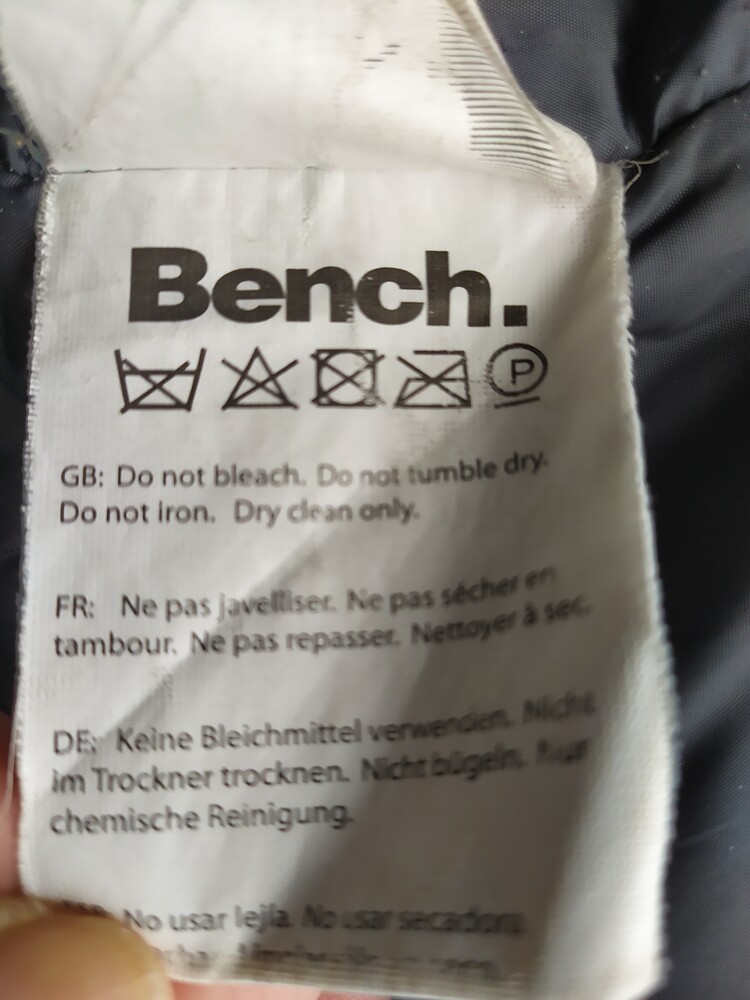 Bench.
P
GB: Do not bleach. Do not tumble dry.
Do not iron. Dry clean only.
FR: Ne pas javelliser. Ne pas sécher en
tambour. Ne pas repasser. Nettoyer à sec.
DE: Keine Bleichmittel verwenden. Nicht
im Trockner trocknen. Nicht bügeln. Nur
chemische Reinigung.
No usar lejía. No usar secadora.